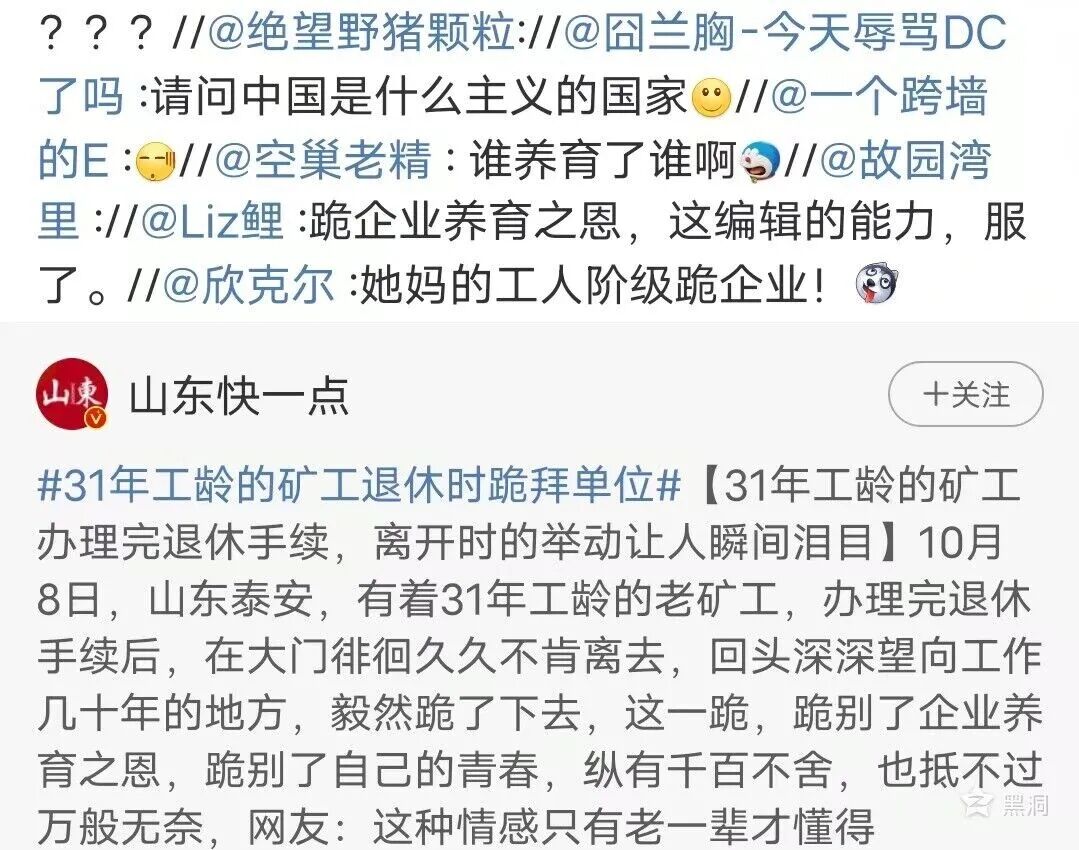 ？？？//@绝望野猪颗粒://@囧兰胸-今天辱骂DC
了吗 :请问中国是什么主义的国家//@一个跨墙
的E ://@空巢老精 : 谁养育了谁啊//@故园湾
里 ://@Liz鲤 :跪企业养育之恩，这编辑的能力，服
了。//@欣克尔 :她妈的工人阶级跪企业！
山東
山东快一点
+关注
#31年工龄的矿工退休时跪拜单位#【31年工龄的矿工
办理完退休手续，离开时的举动让人瞬间泪目】10月
8日，山东泰安，有着31年工龄的老矿工，办理完退休
手续后，在大门徘徊久久不肯离去，回头深深望向工作
几十年的地方，毅然跪了下去，这一跪，跪别了企业养
育之恩，跪别了自己的青春，纵有千百不舍，也抵不过
万般无奈，网友：这种情感只有老一辈才懂得
黑洞